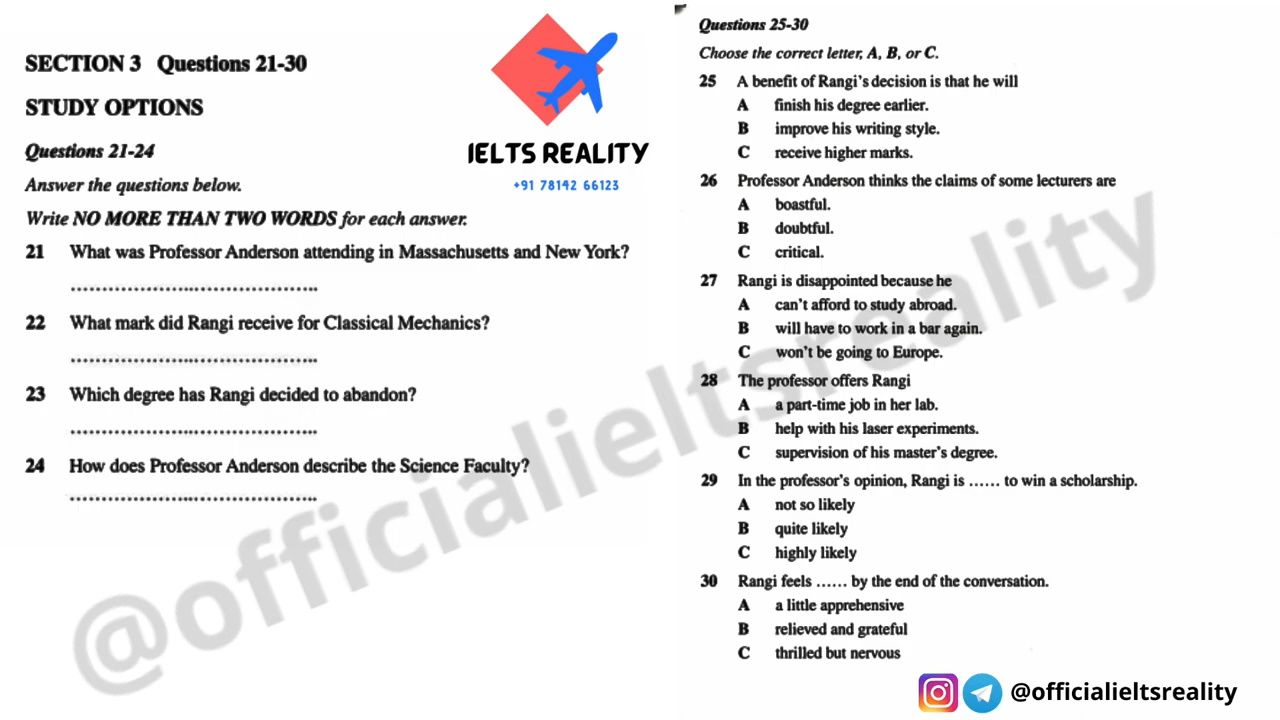 SECTION 3 Questions 21-30
STUDY OPTIONS
Questions 21-24
Answer the questions below.
Write NO MORE THAN TWO WORDS for each answer.
21 What was Professor Anderson attending in Massachusetts and New York?
........................................
22 What mark did Rangi receive for Classical Mechanics?
........................................
23 Which degree has Rangi decided to abandon?
........................................
24 How does Professor Anderson describe the Science Faculty?
........................................
IELTS REALITY
+91 78142 66123
Questions 25-30
Choose the correct letter, A, B, or C.
25 A benefit of Rangi's decision is that he will
A finish his degree earlier.
B improve his writing style.
C receive higher marks.
26 Professor Anderson thinks the claims of some lecturers are
A boastful.
B doubtful.
C critical.
27 Rangi is disappointed because he
A can't afford to study abroad.
B will have to work in a bar again.
C won't be going to Europe.
28 The professor offers Rangi
A a part-time job in her lab.
B help with his laser experiments.
C supervision of his master's degree.
29 In the professor's opinion, Rangi is ...... to win a scholarship.
A not so likely
B quite likely
C highly likely
30 Rangi feels ...... by the end of the conversation.
A a little apprehensive
B relieved and grateful
C thrilled but nervous
@officialieltsreality
@officialieltsreality